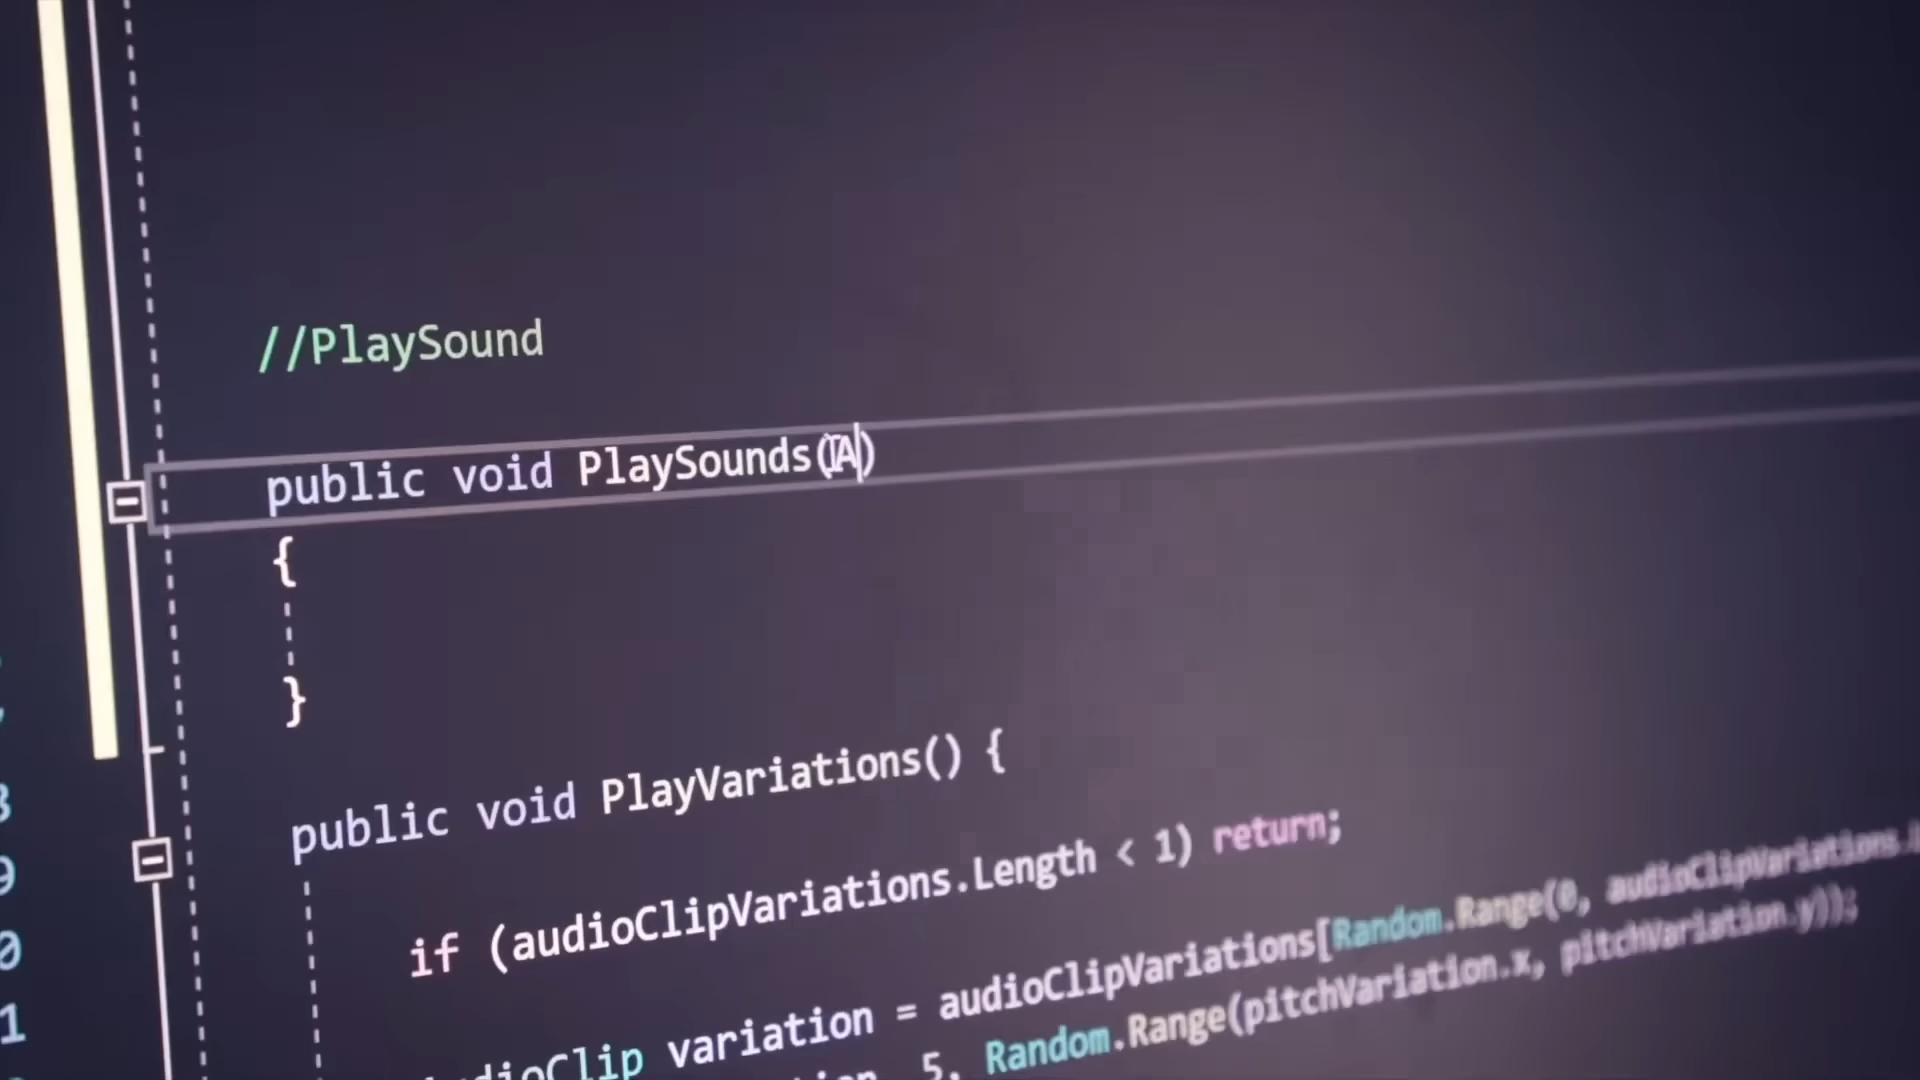 //PlaySound
public void PlaySounds(A)
{
}
public void PlayVariations() {
if (audioClipVariations.Length < 1) return;
variation = audioClipVariations[Random.Range(0, audioClipVariations.
5, Random.Range(pitchVariation.x, pitchVariation.y));